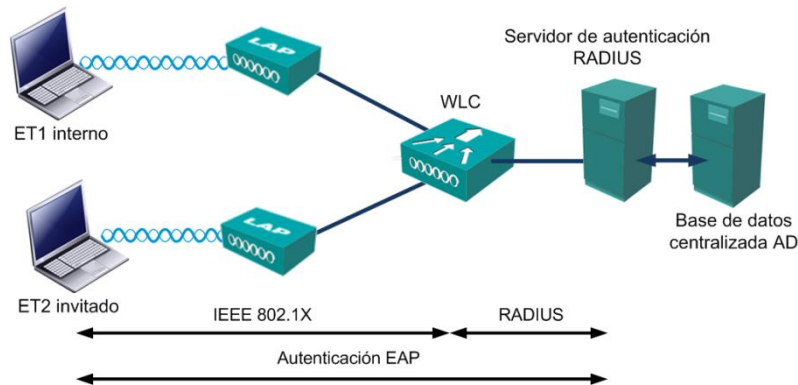 Servidor de autenticación
RADIUS
LAP
WLC
ET1 interno
LAP
Base de datos
centralizada AD
ET2 invitado
IEEE 802.1X
RADIUS
Autenticación EAP